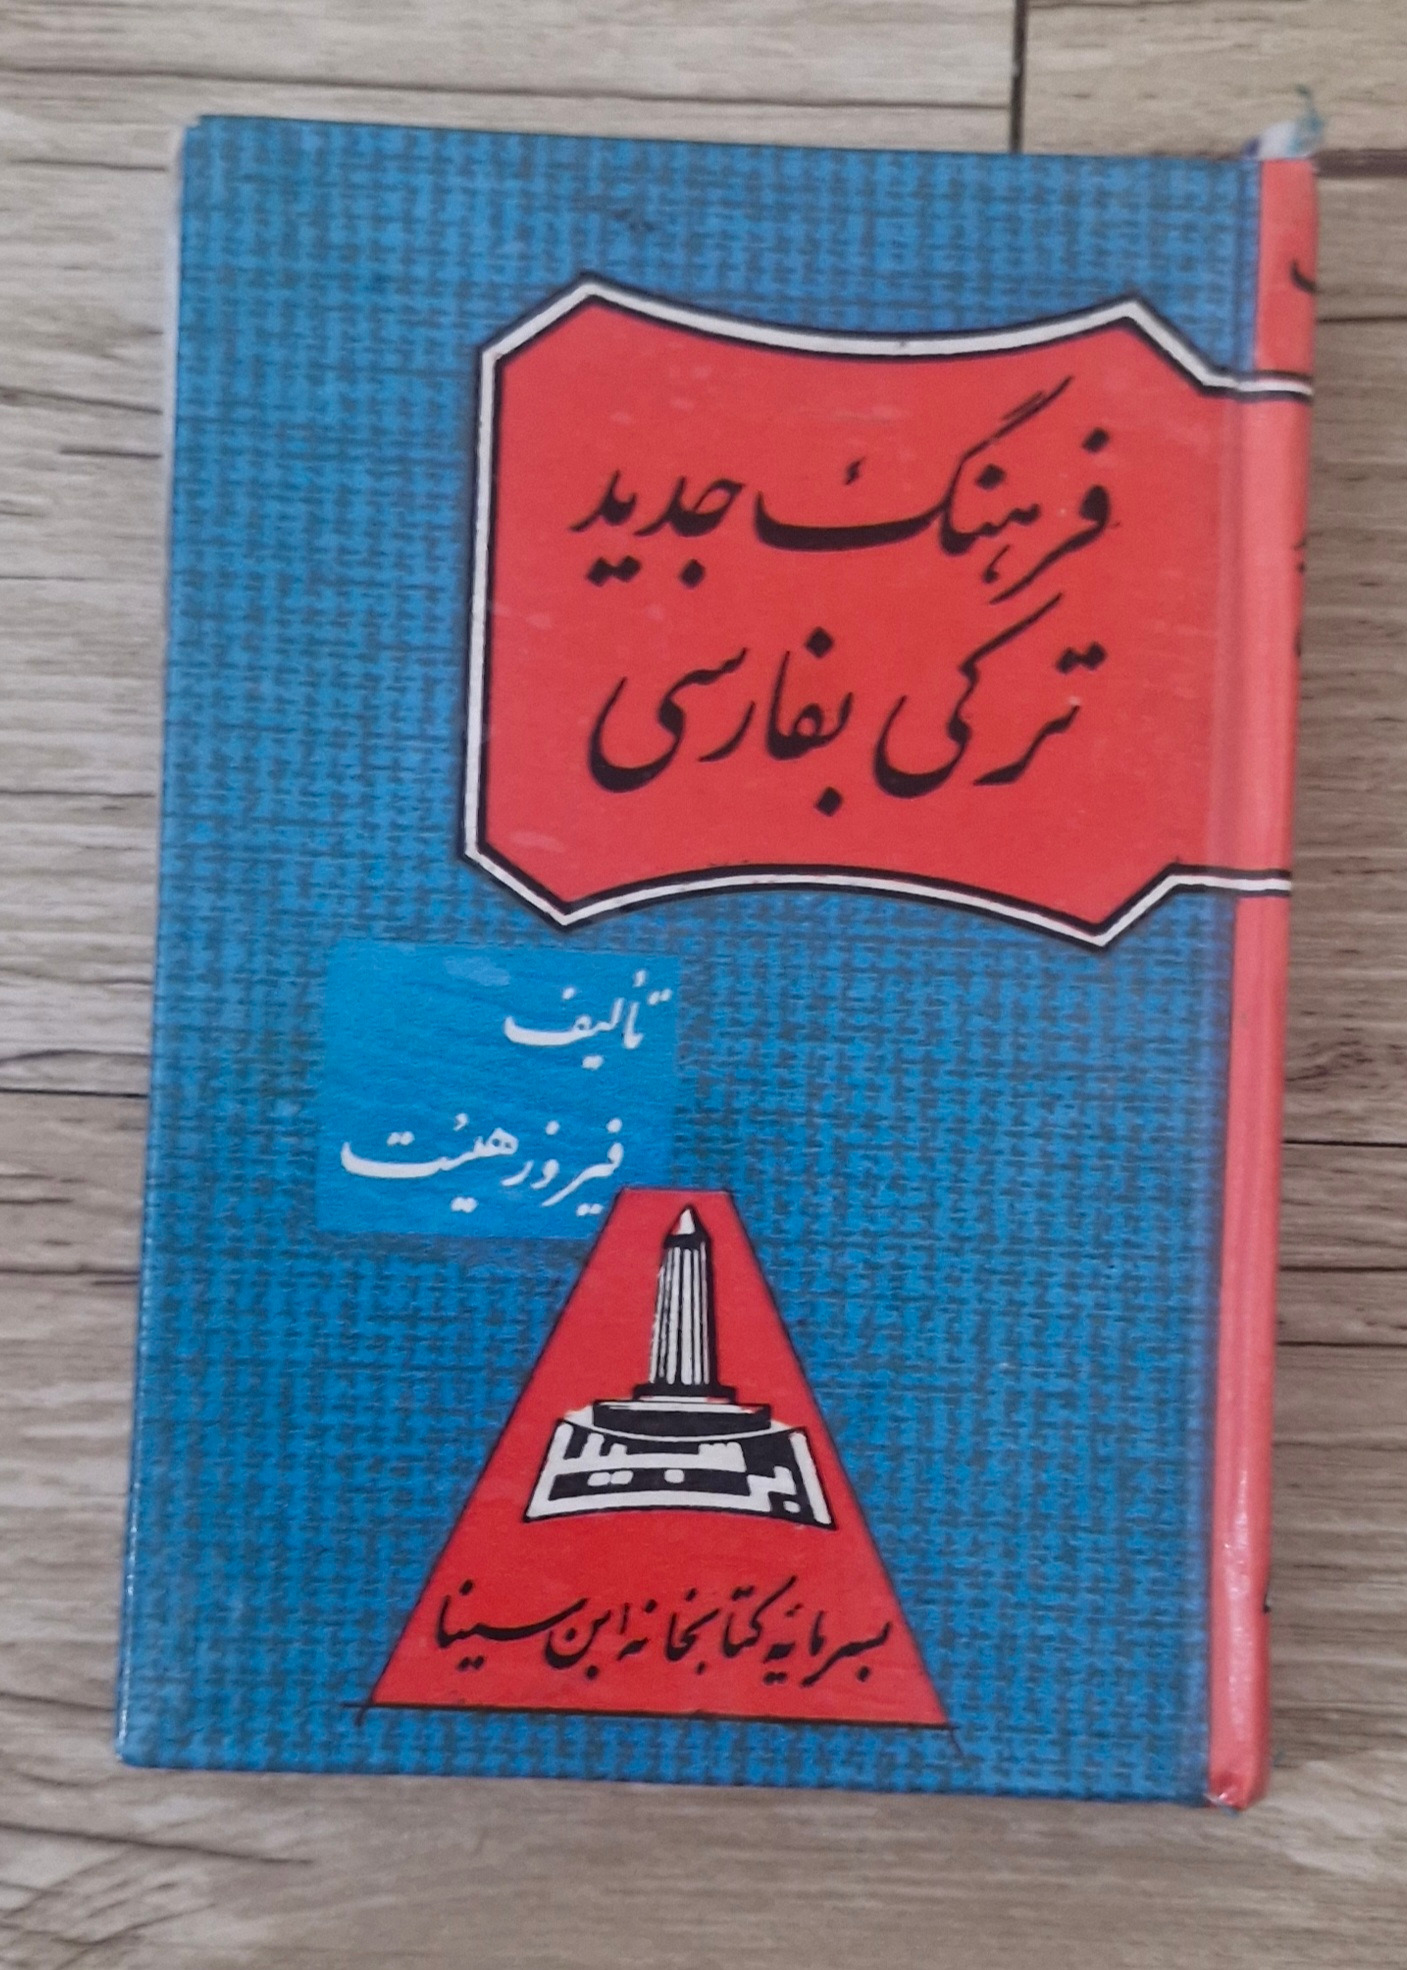 فرهنگ جدید
ترکی بفارسی
تألیف
فیروز هیئت
ابن سینا
بسرمایهٔ کتابخانه ابن سینا